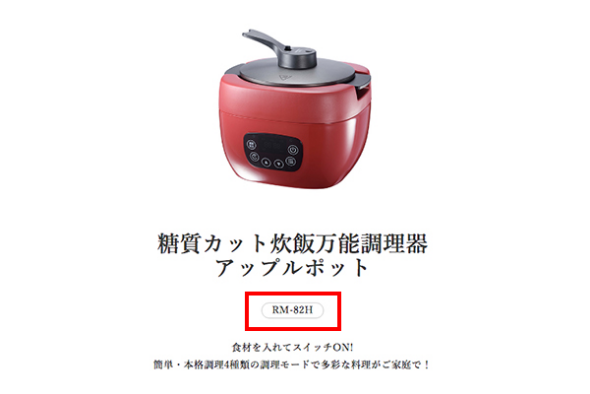 糖質カット炊飯万能調理器
アップルポット
RM-82H
食材を入れてスイッチON!
簡単・本格調理4種類の調理モードで多彩な料理がご家庭で！